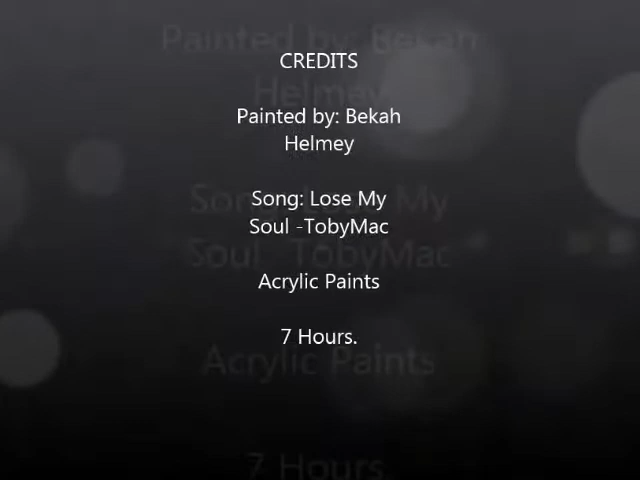 CREDITS
Painted by: Bekah
Helmey
Song: Lose My
Soul -TobyMac
Acrylic Paints
7 Hours.